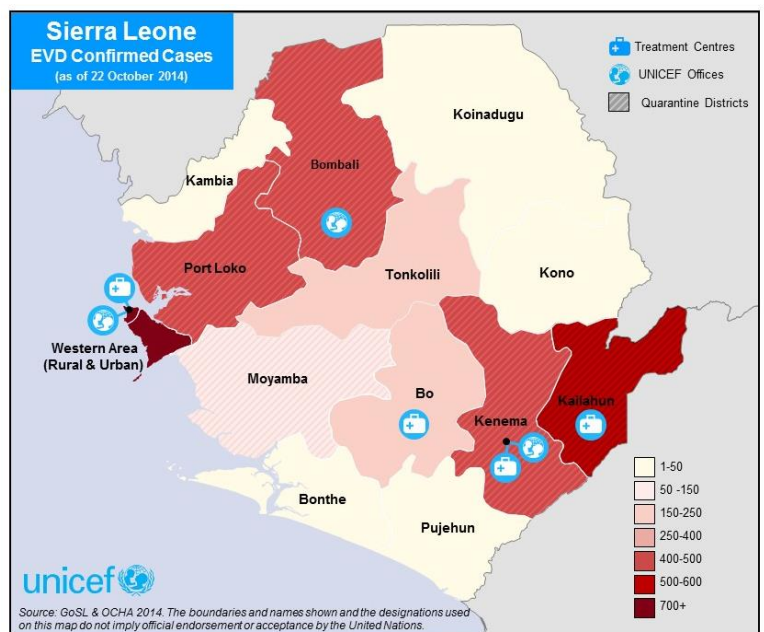 Sierra Leone
EVD Confirmed Cases
(as of 22 October 2014)
Treatment Centres
UNICEF Offices
Quarantine Districts
Koinadugu
Bombali
Kambia
Port Loko
Tonkolili
Kono
Western Area
(Rural & Urban)
Moyamba
Bo
Kenema
Kailahun
Bonthe
Pujehun
1-50
50 -150
150-250
250-400
400-500
500-600
700+
unicef
Source: GoSL & OCHA 2014. The boundaries and names shown and the designations used
on this map do not imply official endorsement or acceptance by the United Nations.